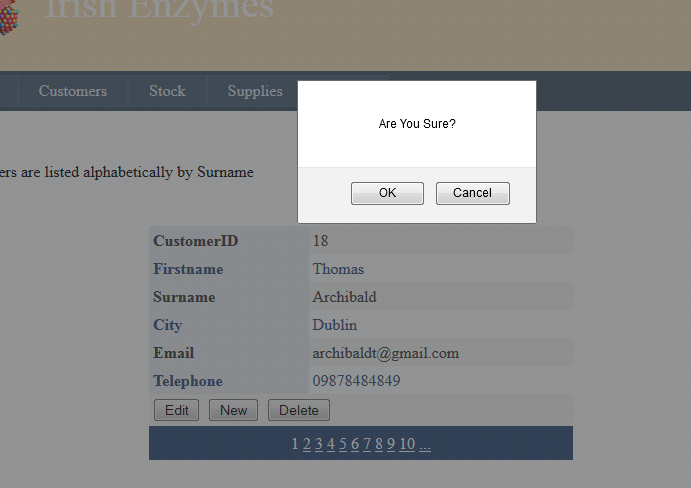 Irish Enzymes
Customers Stock Supplies
Are You Sure?
OK Cancel
are listed alphabetically by Surname
CustomerID 18
Firstname Thomas
Surname Archibald
City Dublin
Email archibaldt@gmail.com
Telephone 09878484849
Edit New Delete
1 2 3 4 5 6 7 8 9 10 ...